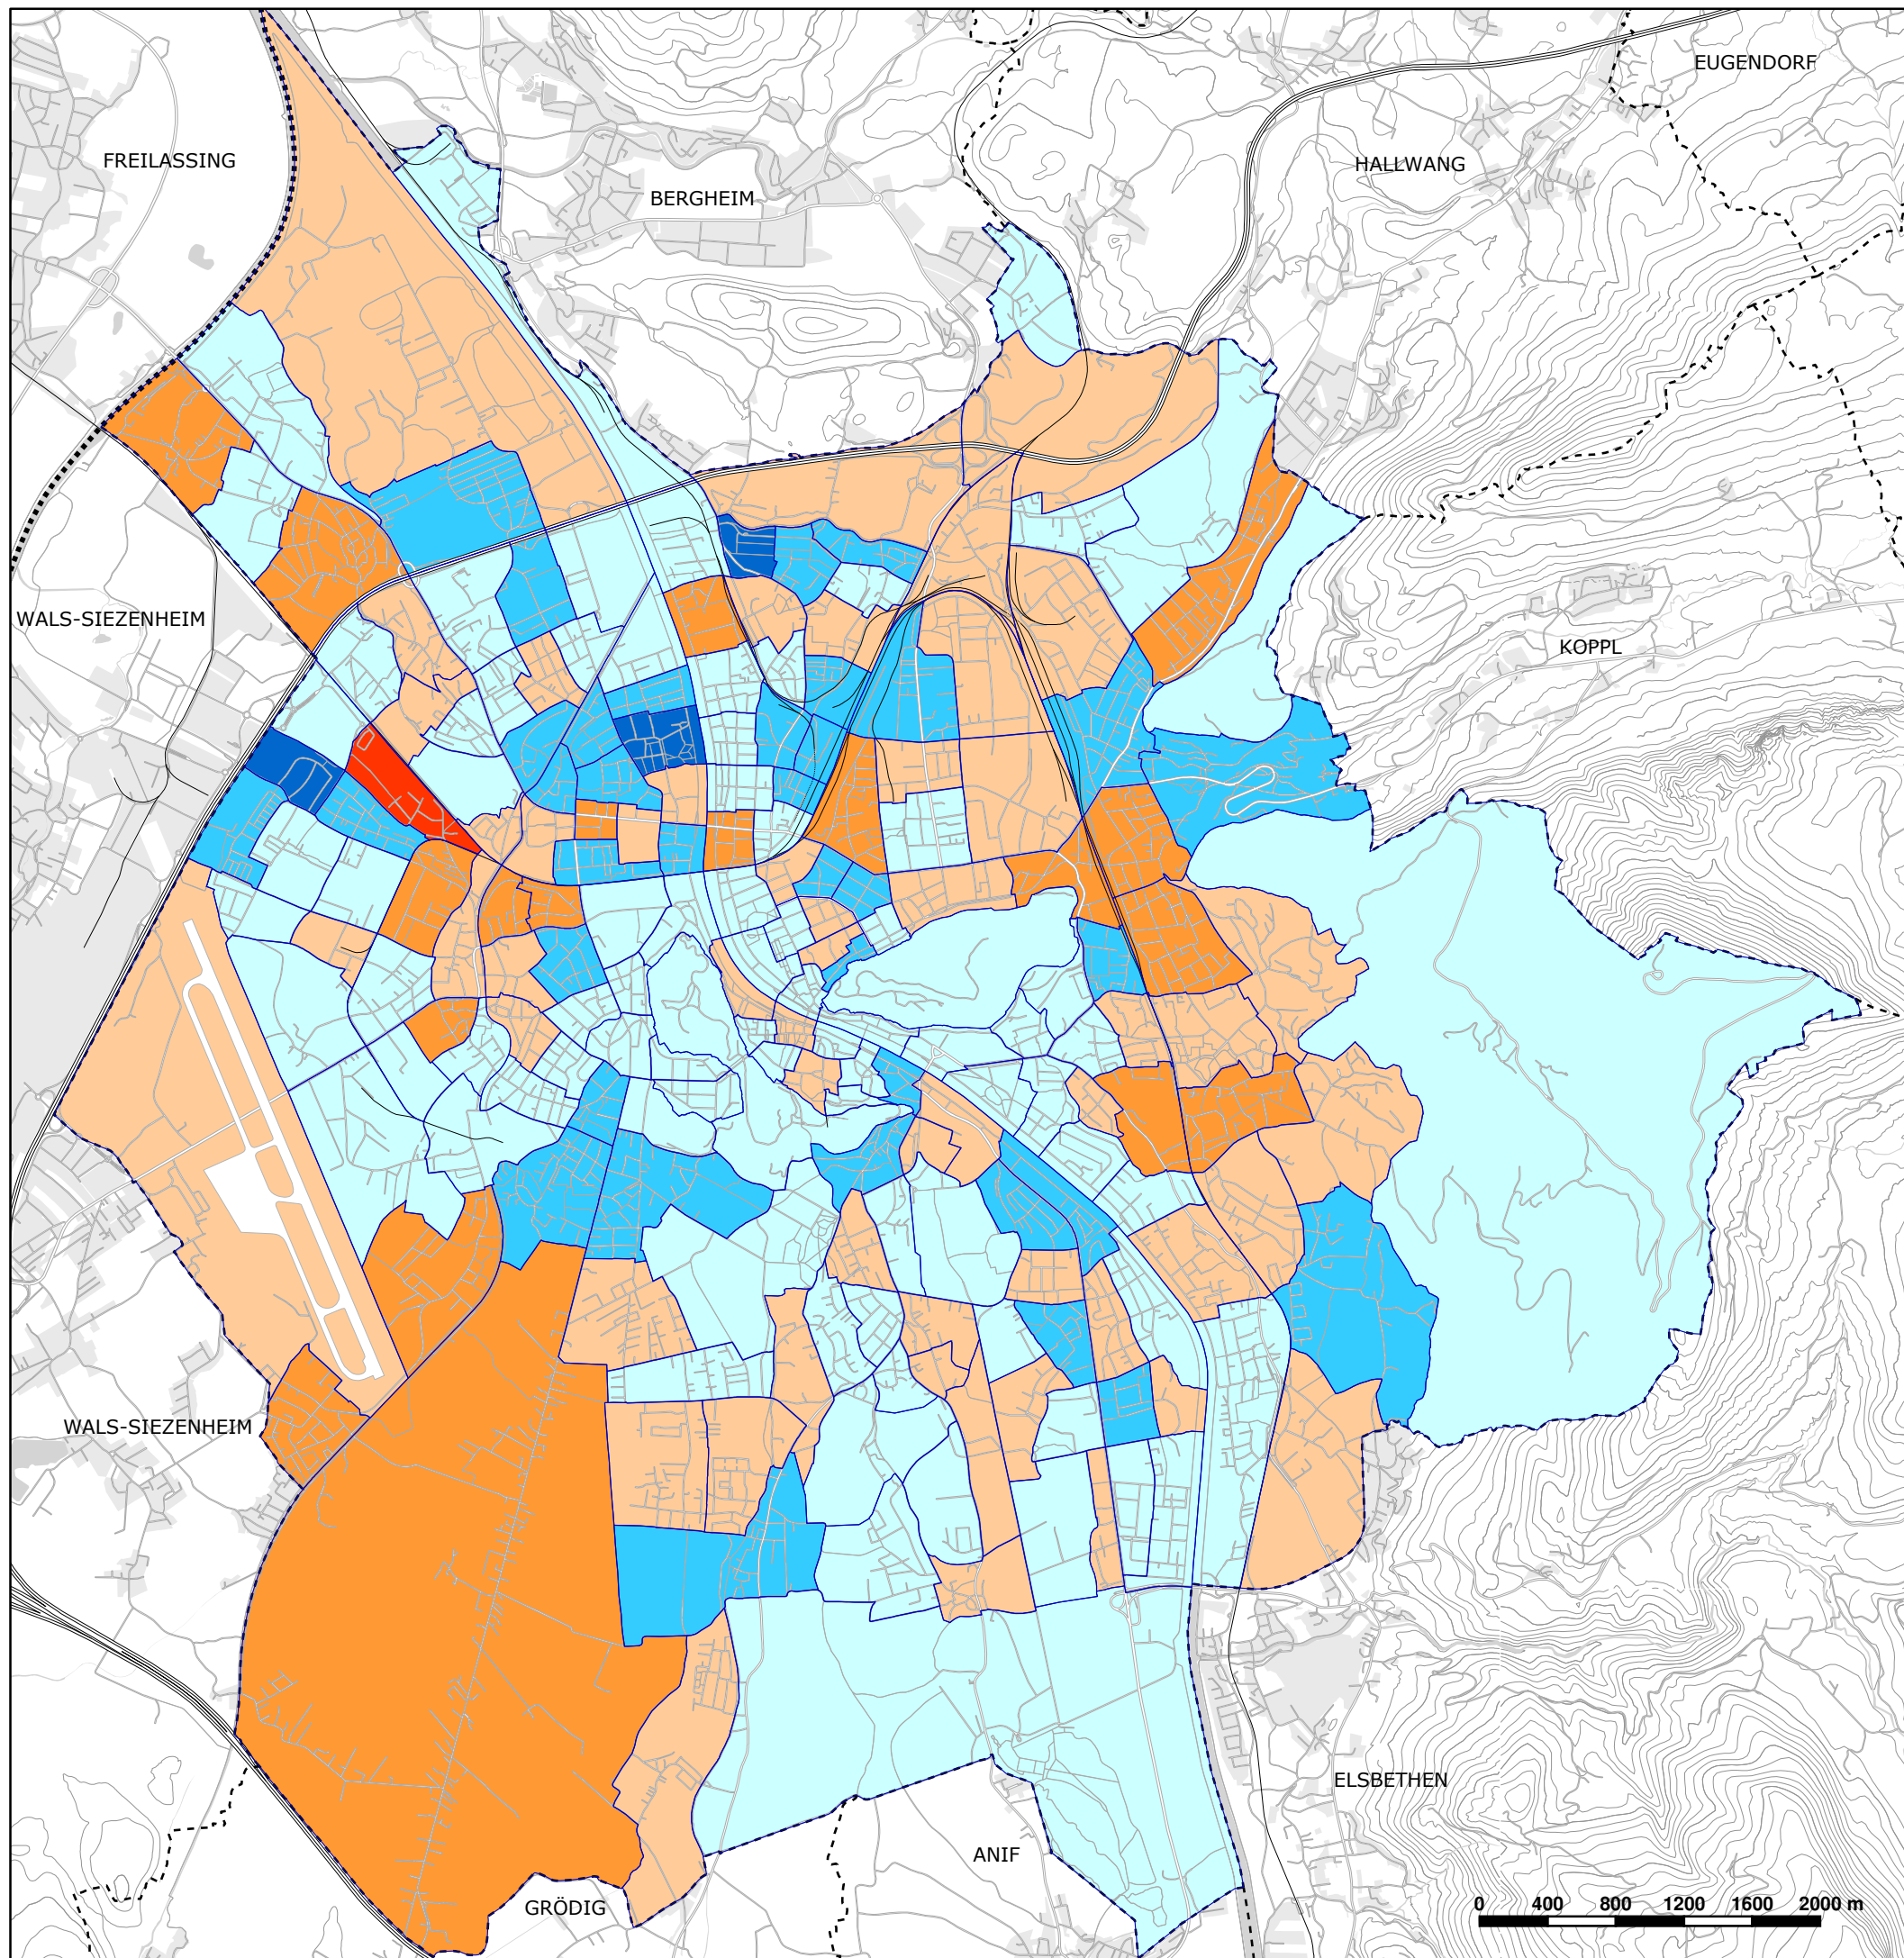 EUGENDORF
FREILASSING
HALLWANG
BERGHEIM
WALS-SIEZENHEIM
KOPPL
WALS-SIEZENHEIM
ELSBETHEN
ANIF
GRÖDIG
0 400 800 1200 1600 2000 m